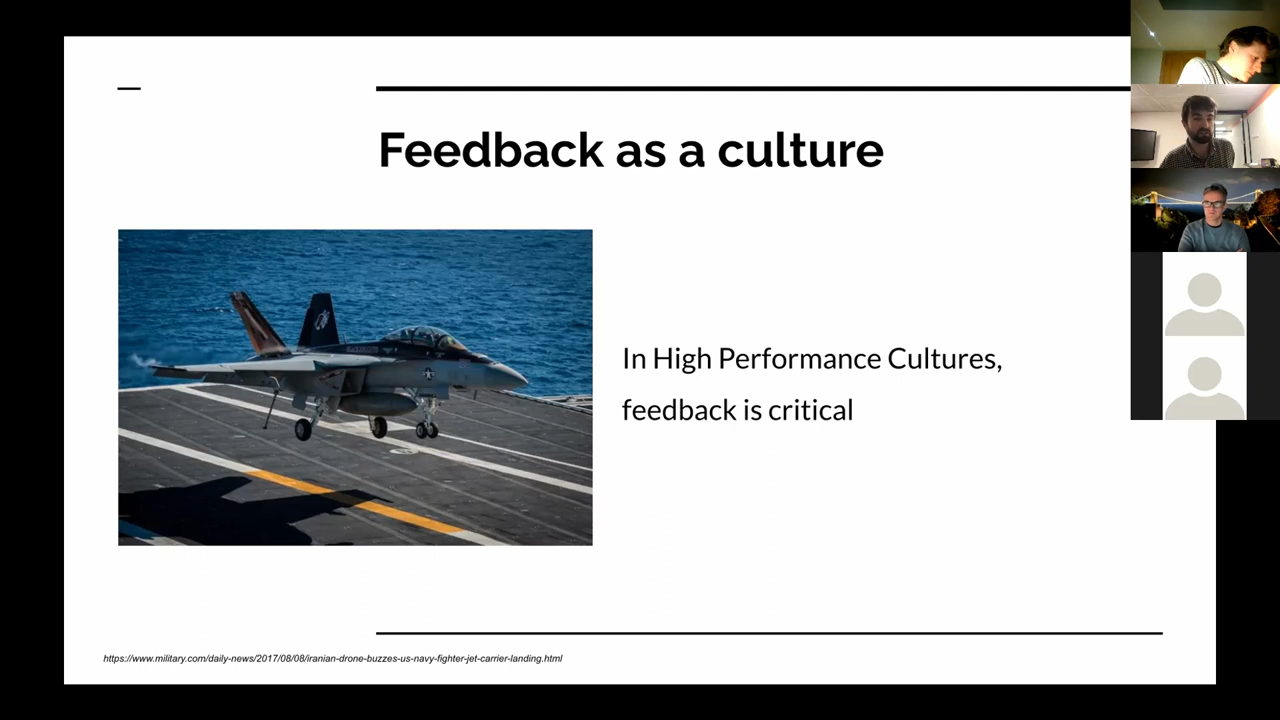 Feedback as a culture
In High Performance Cultures,
feedback is critical
https://www.military.com/daily-news/2017/08/08/iranian-drone-buzzes-us-navy-fighter-jet-carrier-landing.html